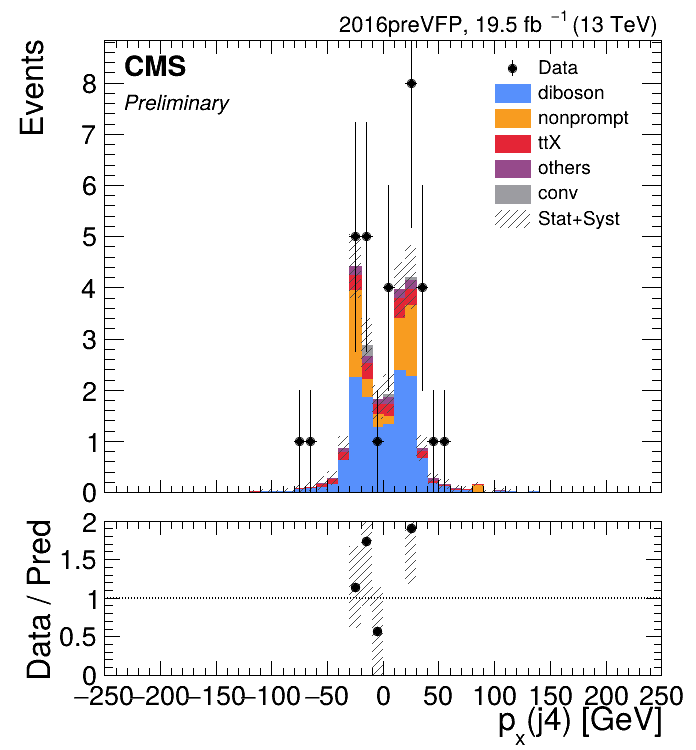 2016preVFP, 19.5 fb⁻¹ (13 TeV)
CMS
Preliminary
Events
Data
diboson
nonprompt
ttX
others
conv
Stat+Syst
8
7
6
5
4
3
2
1
0
Data / Pred
2
1.5
1
0.5
0
−250 −200 −150 −100 −50 0 50 100 150 200 250
pₓ(j4) [GeV]